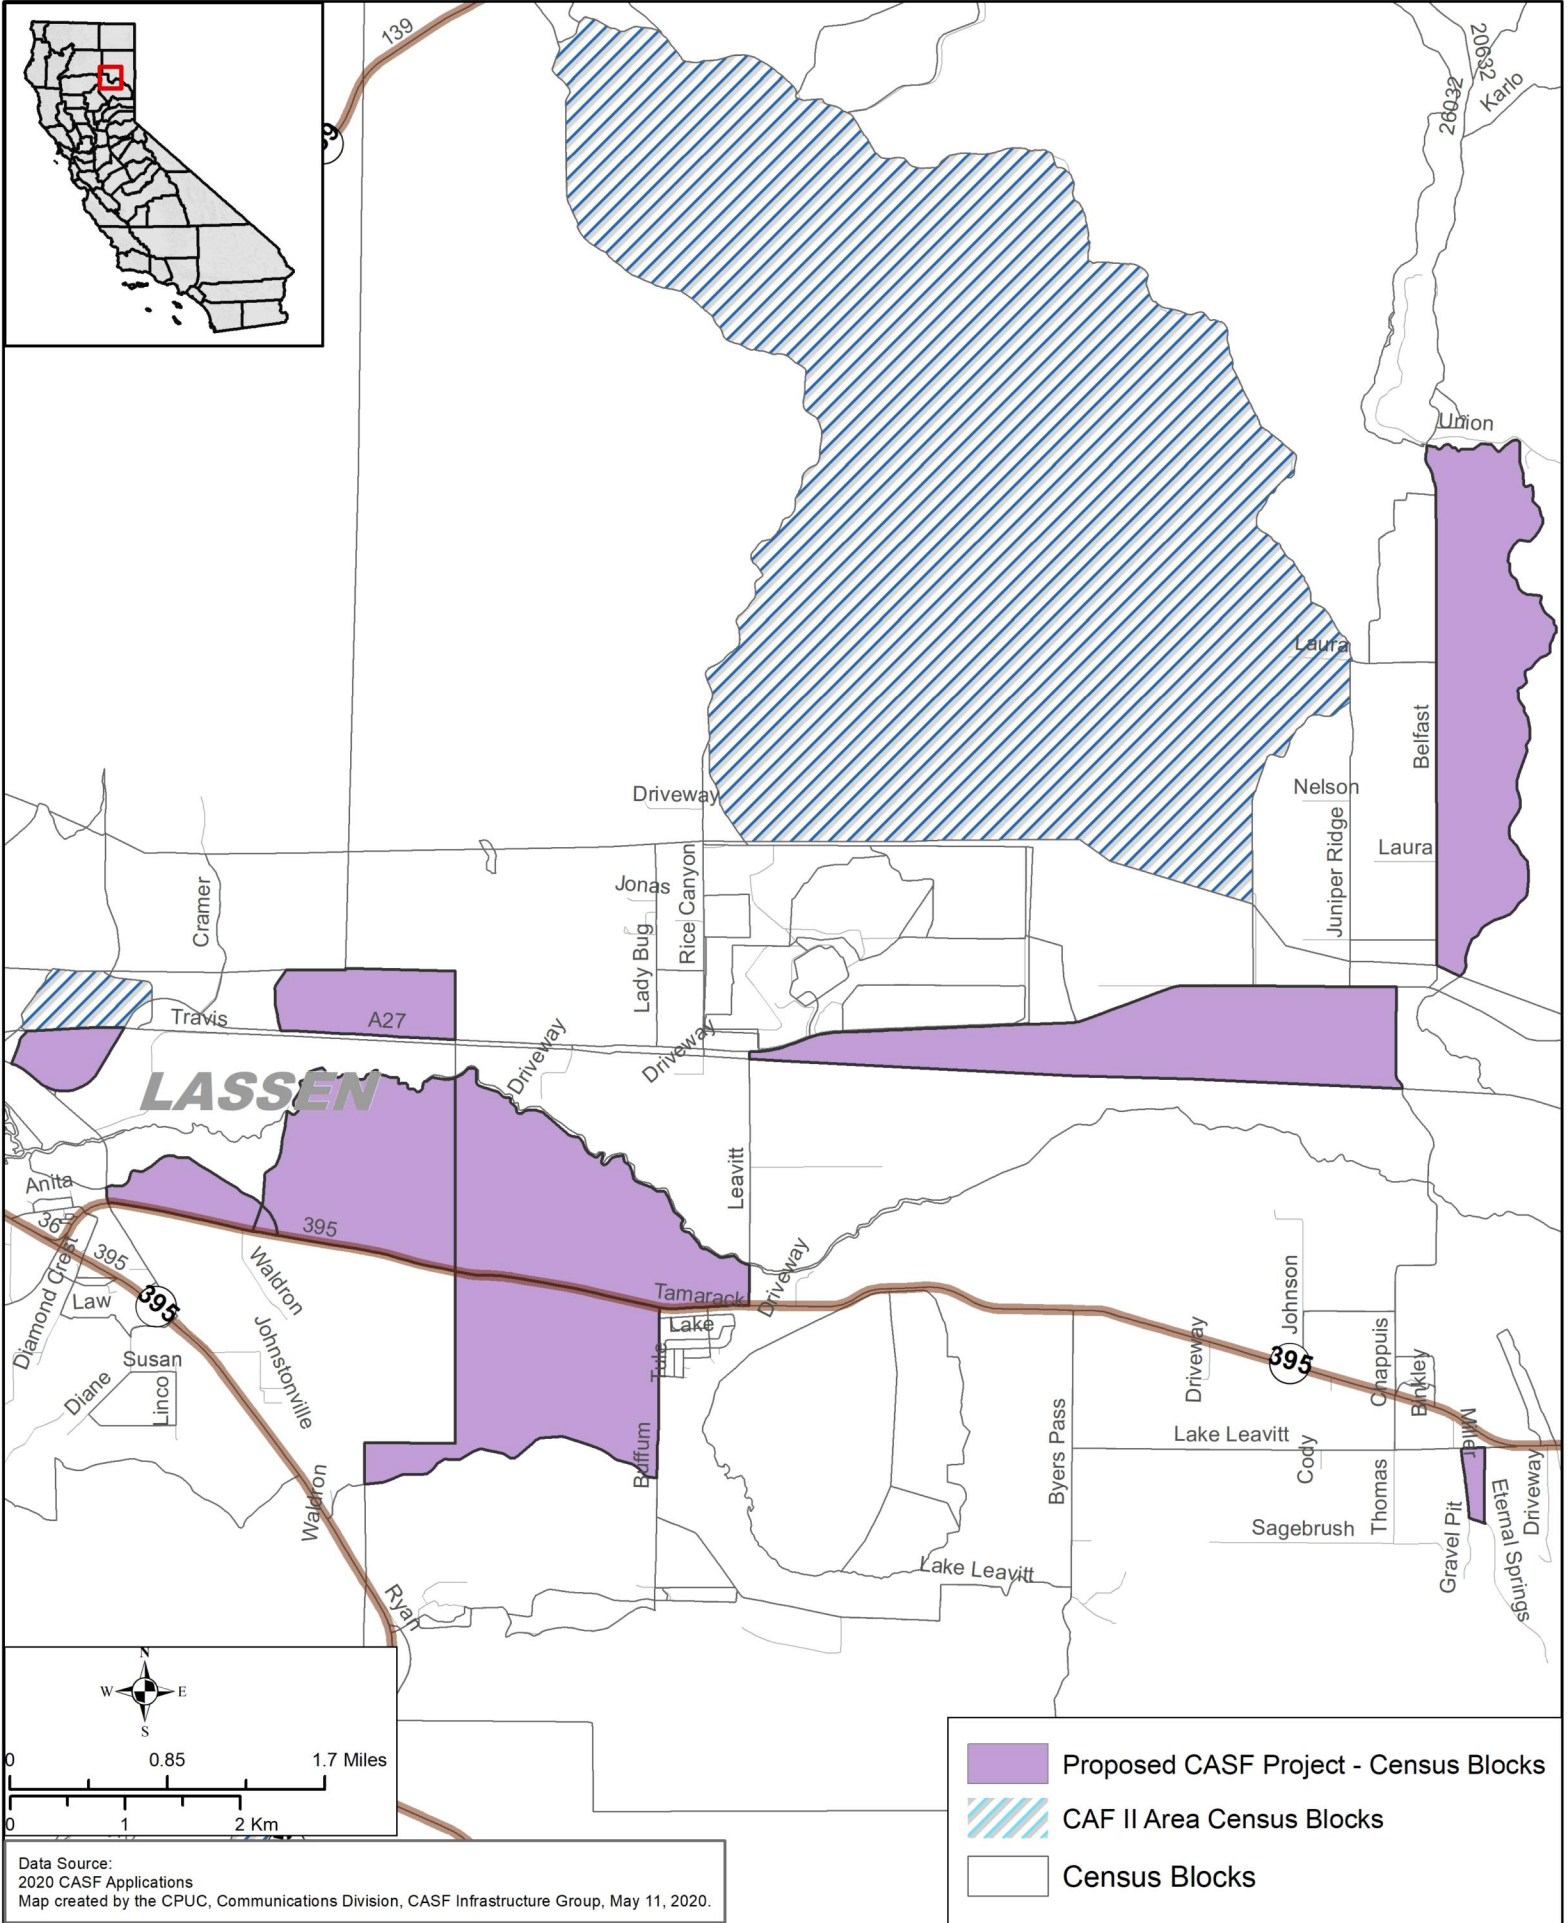 139
20632
26032
Karlo
Union
Laura
Belfast
Driveway
Nelson
Juniper Ridge
Laura
Jonas
Rice Canyon
Cramer
Lady Bug
Travis
A27
Driveway
Driveway
LASSEN
Leavitt
Anita
36
395
395
Waldron
Diamond Crest
Law
395
Tamarack
Driveway
Lake
Tule
Johnson
Driveway
395
Chappuis
Binkley
Susan
Johnstonville
Diane
Linco
Buffum
Byers Pass
Lake Leavitt
Cody
Miller
Thomas
Waldron
Sagebrush
Gravel Pit
Eternal Springs
Driveway
Lake Leavitt
Ryan
N
W E
S
0 0.85 1.7 Miles
0 1 2 Km
Proposed CASF Project - Census Blocks
CAF II Area Census Blocks
Census Blocks
Data Source:
2020 CASF Applications
Map created by the CPUC, Communications Division, CASF Infrastructure Group, May 11, 2020.